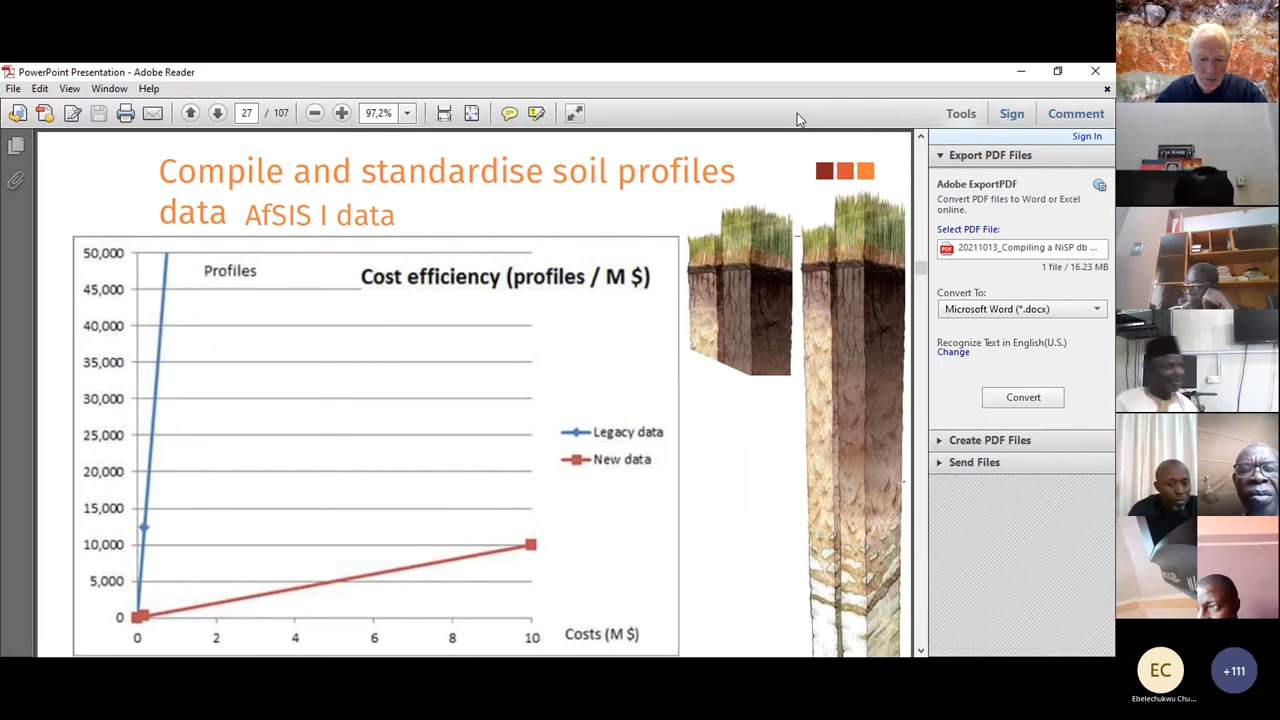 PowerPoint Presentation - Adobe Reader
File Edit View Window Help
27 / 107
97,2%
Tools Sign Comment
Sign In
Compile and standardise soil profiles
data AfSIS I data
Profiles
Cost efficiency (profiles / M $)
50,000
45,000
40,000
35,000
30,000
25,000
20,000
15,000
10,000
5,000
0
0 2 4 6 8 10
Costs (M $)
Legacy data
New data
Export PDF Files
Adobe ExportPDF
Convert PDF files to Word or Excel
online.
Select PDF File:
20211013_Compiling a NiSP db ...
1 file / 16.23 MB
Convert To:
Microsoft Word (*.docx)
Recognize Text in English(U.S.)
Change
Convert
Create PDF Files
Send Files
EC
+111
Ebelechukwu Chu...